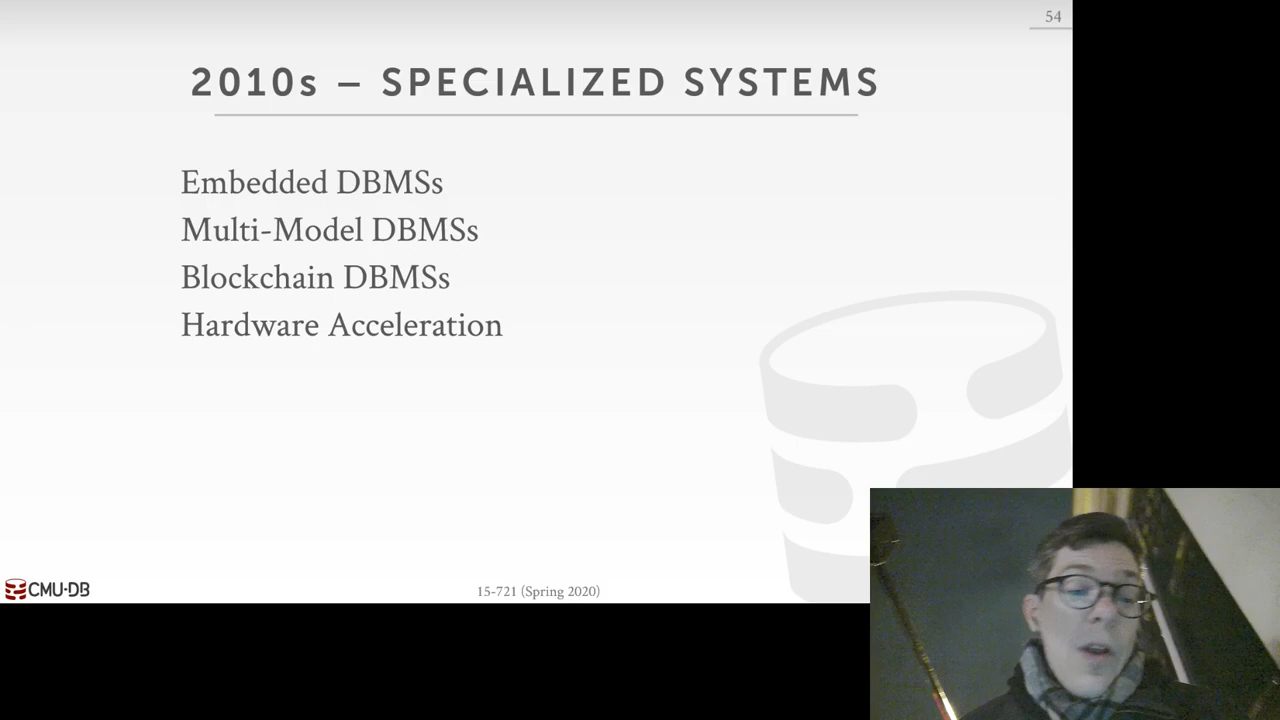 54
2010s – SPECIALIZED SYSTEMS
Embedded DBMSs
Multi-Model DBMSs
Blockchain DBMSs
Hardware Acceleration
CMU·DB
15-721 (Spring 2020)